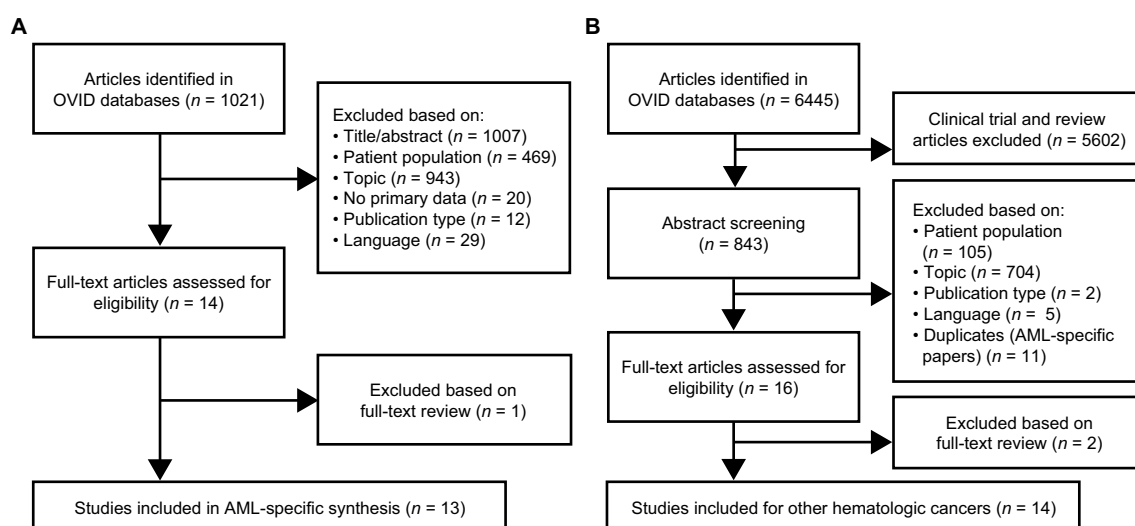 A
Articles identified in
OVID databases (n = 1021)
Excluded based on:
• Title/abstract (n = 1007)
• Patient population (n = 469)
• Topic (n = 943)
• No primary data (n = 20)
• Publication type (n = 12)
• Language (n = 29)
Full-text articles assessed for
eligibility (n = 14)
Excluded based on
full-text review (n = 1)
Studies included in AML-specific synthesis (n = 13)
B
Articles identified in
OVID databases (n = 6445)
Clinical trial and review
articles excluded (n = 5602)
Abstract screening
(n = 843)
Excluded based on:
• Patient population
(n = 105)
• Topic (n = 704)
• Publication type (n = 2)
• Language (n = 5)
• Duplicates (AML-specific
papers) (n = 11)
Full-text articles assessed for
eligibility (n = 16)
Excluded based on
full-text review (n = 2)
Studies included for other hematologic cancers (n = 14)